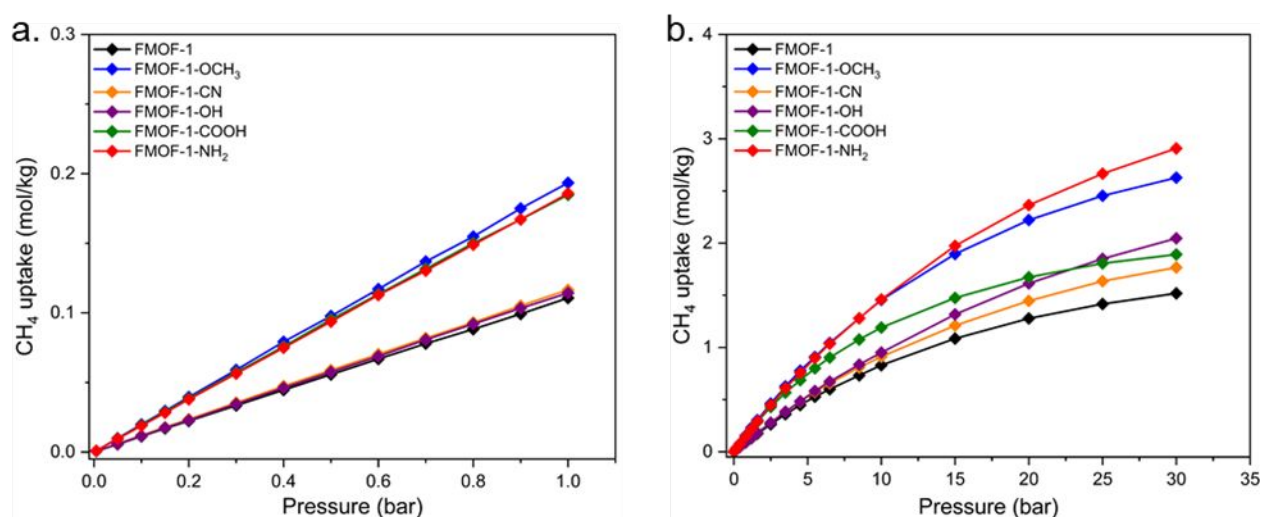 a.
0.3
0.2
0.1
0.0
CH₄ uptake (mol/kg)
FMOF-1
FMOF-1-OCH₃
FMOF-1-CN
FMOF-1-OH
FMOF-1-COOH
FMOF-1-NH₂
0.0 0.2 0.4 0.6 0.8 1.0
Pressure (bar)
b.
4
3
2
1
0
CH₄ uptake (mol/kg)
FMOF-1
FMOF-1-OCH₃
FMOF-1-CN
FMOF-1-OH
FMOF-1-COOH
FMOF-1-NH₂
0 5 10 15 20 25 30 35
Pressure (bar)